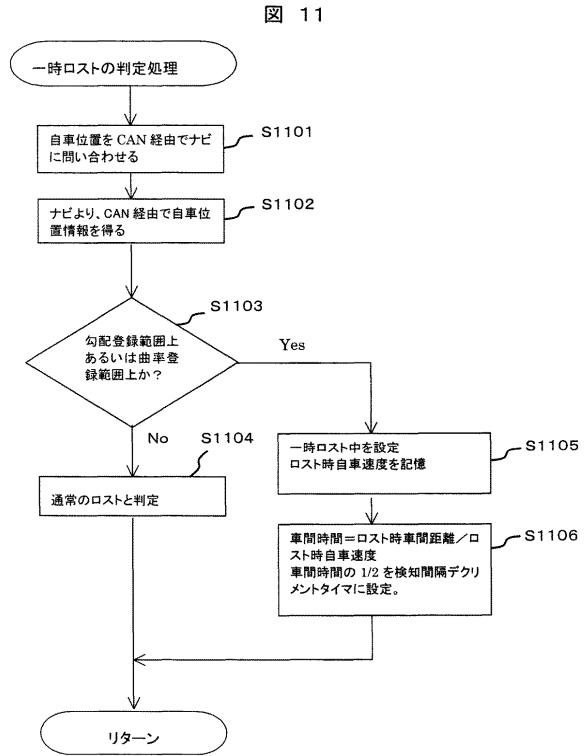 図 11
一時ロストの判定処理
自車位置を CAN 経由でナビ
に問い合わせる
S1101
ナビより、CAN 経由で自車位
置情報を得る
S1102
S1103
勾配登録範囲上
あるいは曲率登
録範囲上か？
Yes
No
S1104
通常のロストと判定
一時ロスト中を設定
ロスト時自車速度を記憶
S1105
車間時間＝ロスト時車間距離／ロ
スト時自車速度
車間時間の 1/2 を検知間隔デクリ
メントタイマに設定。
S1106
リターン